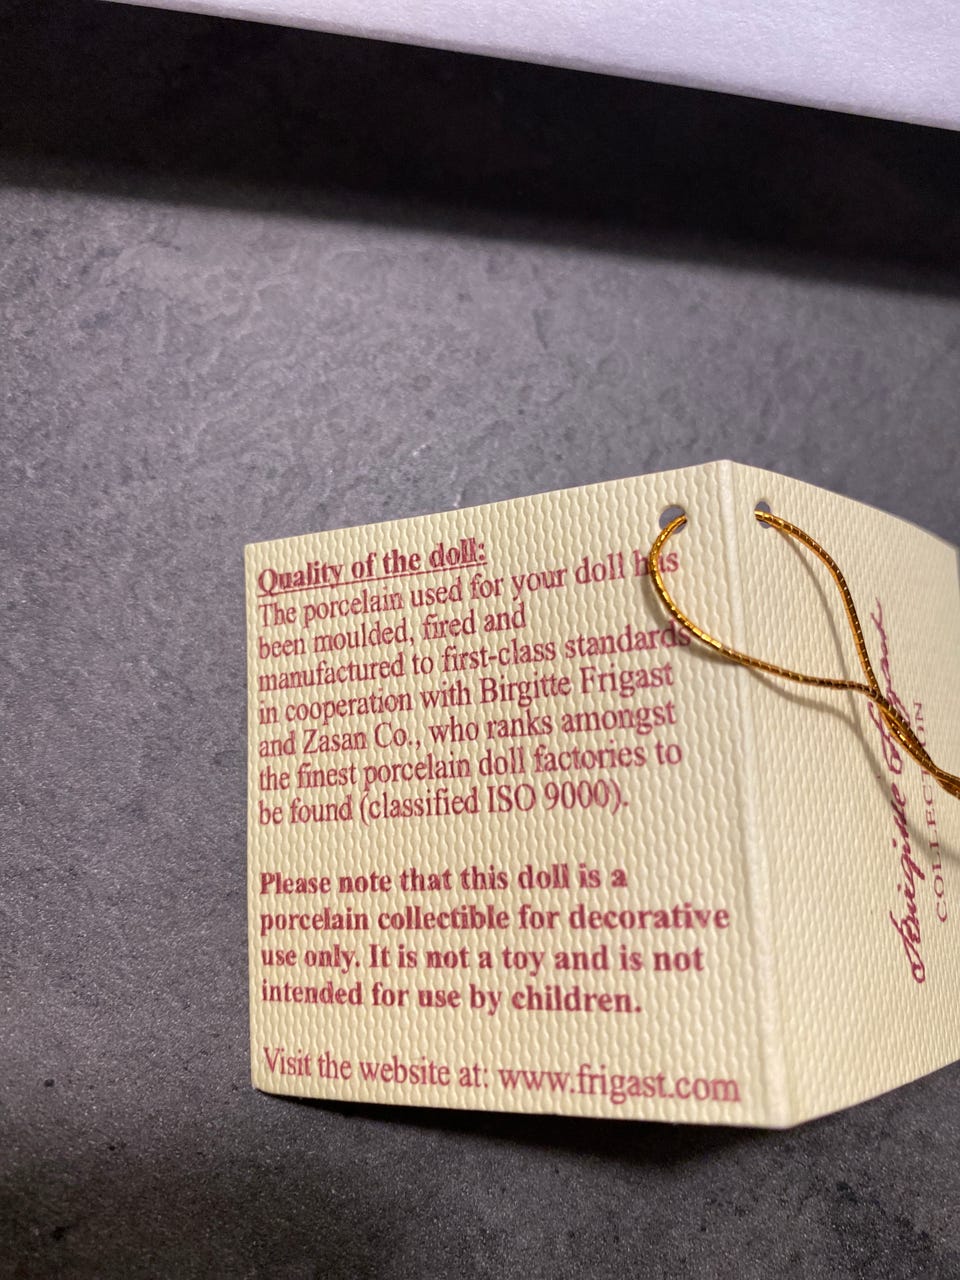 Quality of the doll:
The porcelain used for your doll has
been moulded, fired and
manufactured to first-class standards
in cooperation with Birgitte Frigast
and Zasan Co., who ranks amongst
the finest porcelain doll factories to
be found (classified ISO 9000).
Please note that this doll is a
porcelain collectible for decorative
use only. It is not a toy and is not
intended for use by children.
Visit the website at: www.frigast.com
Birgitte Frigast
COLLECTION